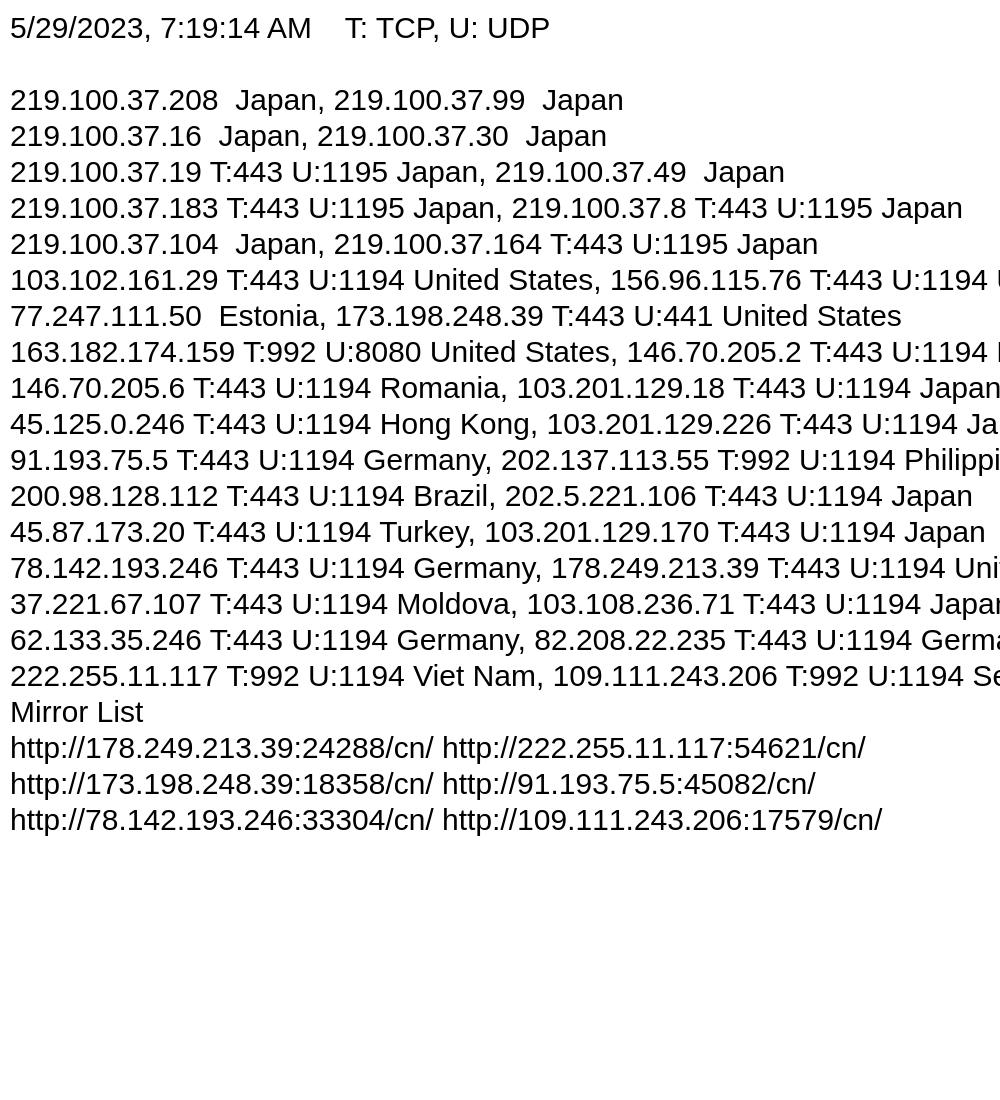 5/29/2023, 7:19:14 AM    T: TCP, U: UDP
219.100.37.208  Japan, 219.100.37.99  Japan
219.100.37.16  Japan, 219.100.37.30  Japan
219.100.37.19 T:443 U:1195 Japan, 219.100.37.49  Japan
219.100.37.183 T:443 U:1195 Japan, 219.100.37.8 T:443 U:1195 Japan
219.100.37.104  Japan, 219.100.37.164 T:443 U:1195 Japan
103.102.161.29 T:443 U:1194 United States, 156.96.115.76 T:443 U:1194
77.247.111.50  Estonia, 173.198.248.39 T:443 U:441 United States
163.182.174.159 T:992 U:8080 United States, 146.70.205.2 T:443 U:1194
146.70.205.6 T:443 U:1194 Romania, 103.201.129.18 T:443 U:1194 Japan
45.125.0.246 T:443 U:1194 Hong Kong, 103.201.129.226 T:443 U:1194 Ja
91.193.75.5 T:443 U:1194 Germany, 202.137.113.55 T:992 U:1194 Philippi
200.98.128.112 T:443 U:1194 Brazil, 202.5.221.106 T:443 U:1194 Japan
45.87.173.20 T:443 U:1194 Turkey, 103.201.129.170 T:443 U:1194 Japan
78.142.193.246 T:443 U:1194 Germany, 178.249.213.39 T:443 U:1194 Uni
37.221.67.107 T:443 U:1194 Moldova, 103.108.236.71 T:443 U:1194 Japan
62.133.35.246 T:443 U:1194 Germany, 82.208.22.235 T:443 U:1194 Germa
222.255.11.117 T:992 U:1194 Viet Nam, 109.111.243.206 T:992 U:1194 Se
Mirror List
http://178.249.213.39:24288/cn/ http://222.255.11.117:54621/cn/
http://173.198.248.39:18358/cn/ http://91.193.75.5:45082/cn/
http://78.142.193.246:33304/cn/ http://109.111.243.206:17579/cn/